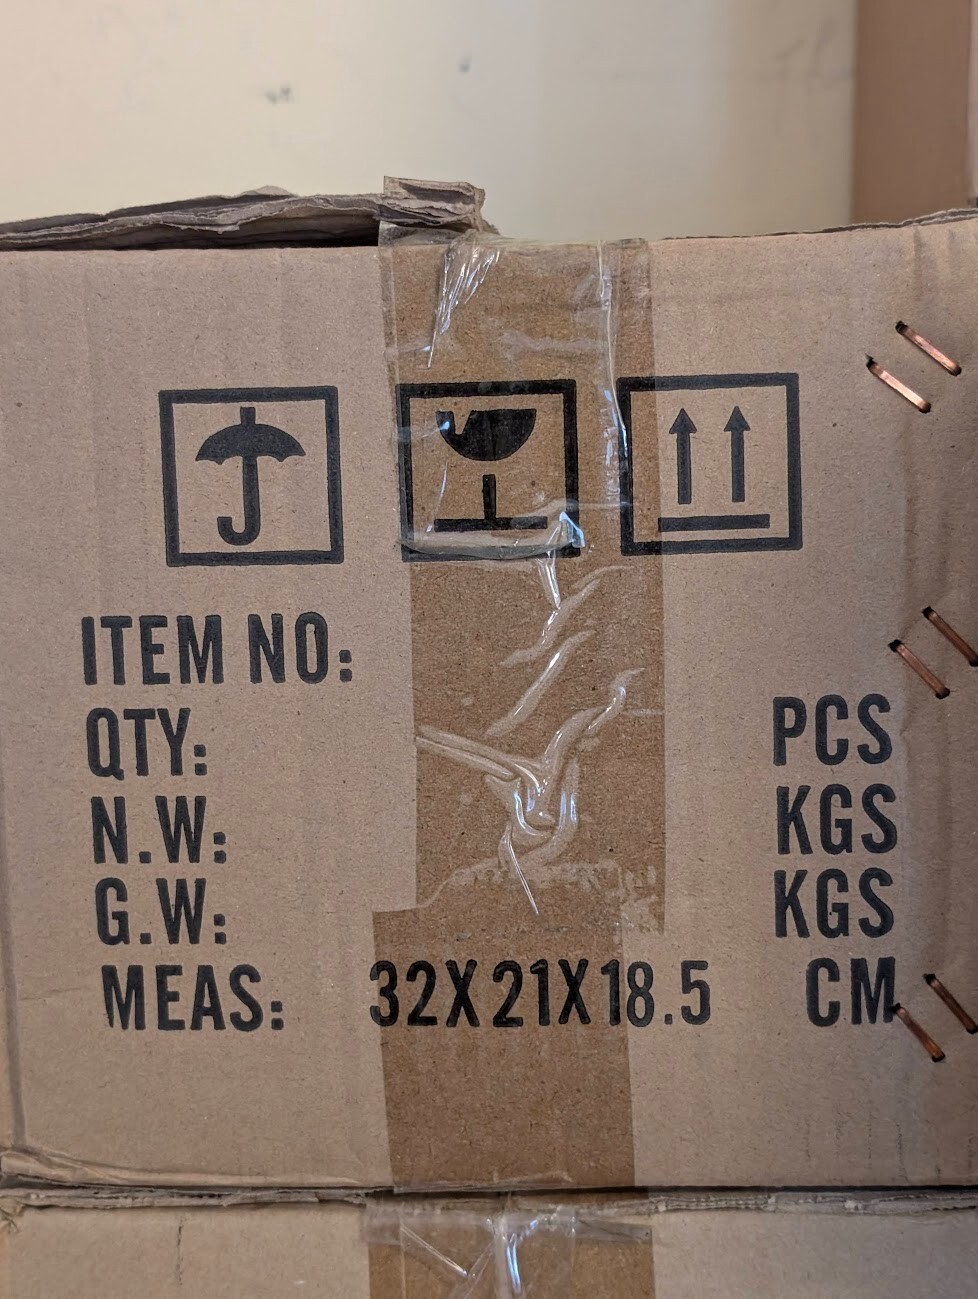 ITEM NO:
QTY: PCS
N.W: KGS
G.W: KGS
MEAS: 32X21X18.5 CM